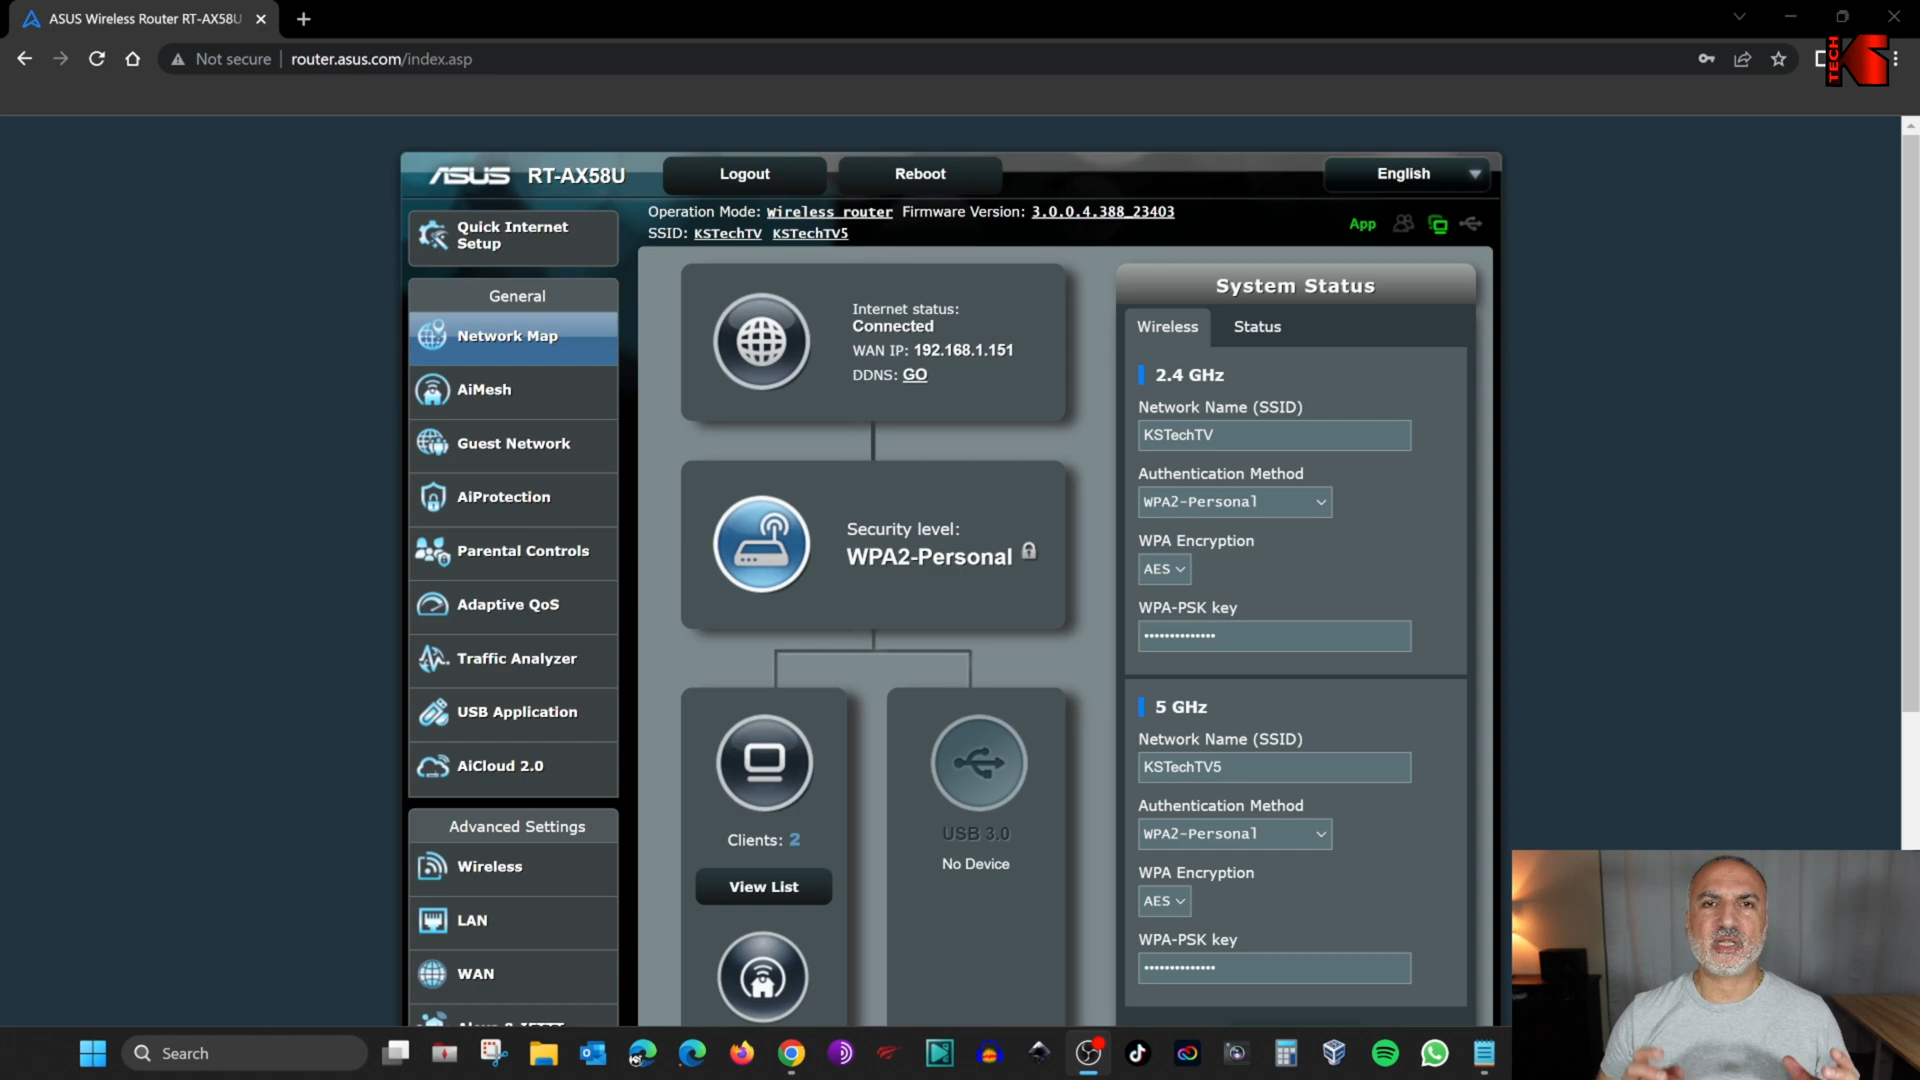 ASUS Wireless Router RT-AX58U
Not secure
router.asus.com/index.asp
TECH
K
ASUS RT-AX58U
Logout
Reboot
English
Quick Internet
Setup
Operation Mode: Wireless router Firmware Version: 3.0.0.4.388_23403
SSID: KSTechTV KSTechTV5
App
General
Network Map
AiMesh
Guest Network
AiProtection
Parental Controls
Adaptive QoS
Traffic Analyzer
USB Application
AiCloud 2.0
Advanced Settings
Wireless
LAN
WAN
Internet status:
Connected
WAN IP: 192.168.1.151
DDNS: GO
Security level:
WPA2-Personal
Clients: 2
View List
USB 3.0
No Device
System Status
Wireless
Status
2.4 GHz
Network Name (SSID)
KSTechTV
Authentication Method
WPA2-Personal
WPA Encryption
AES
WPA-PSK key
••••••••••••••
5 GHz
Network Name (SSID)
KSTechTV5
Authentication Method
WPA2-Personal
WPA Encryption
AES
WPA-PSK key
••••••••••••••
Search